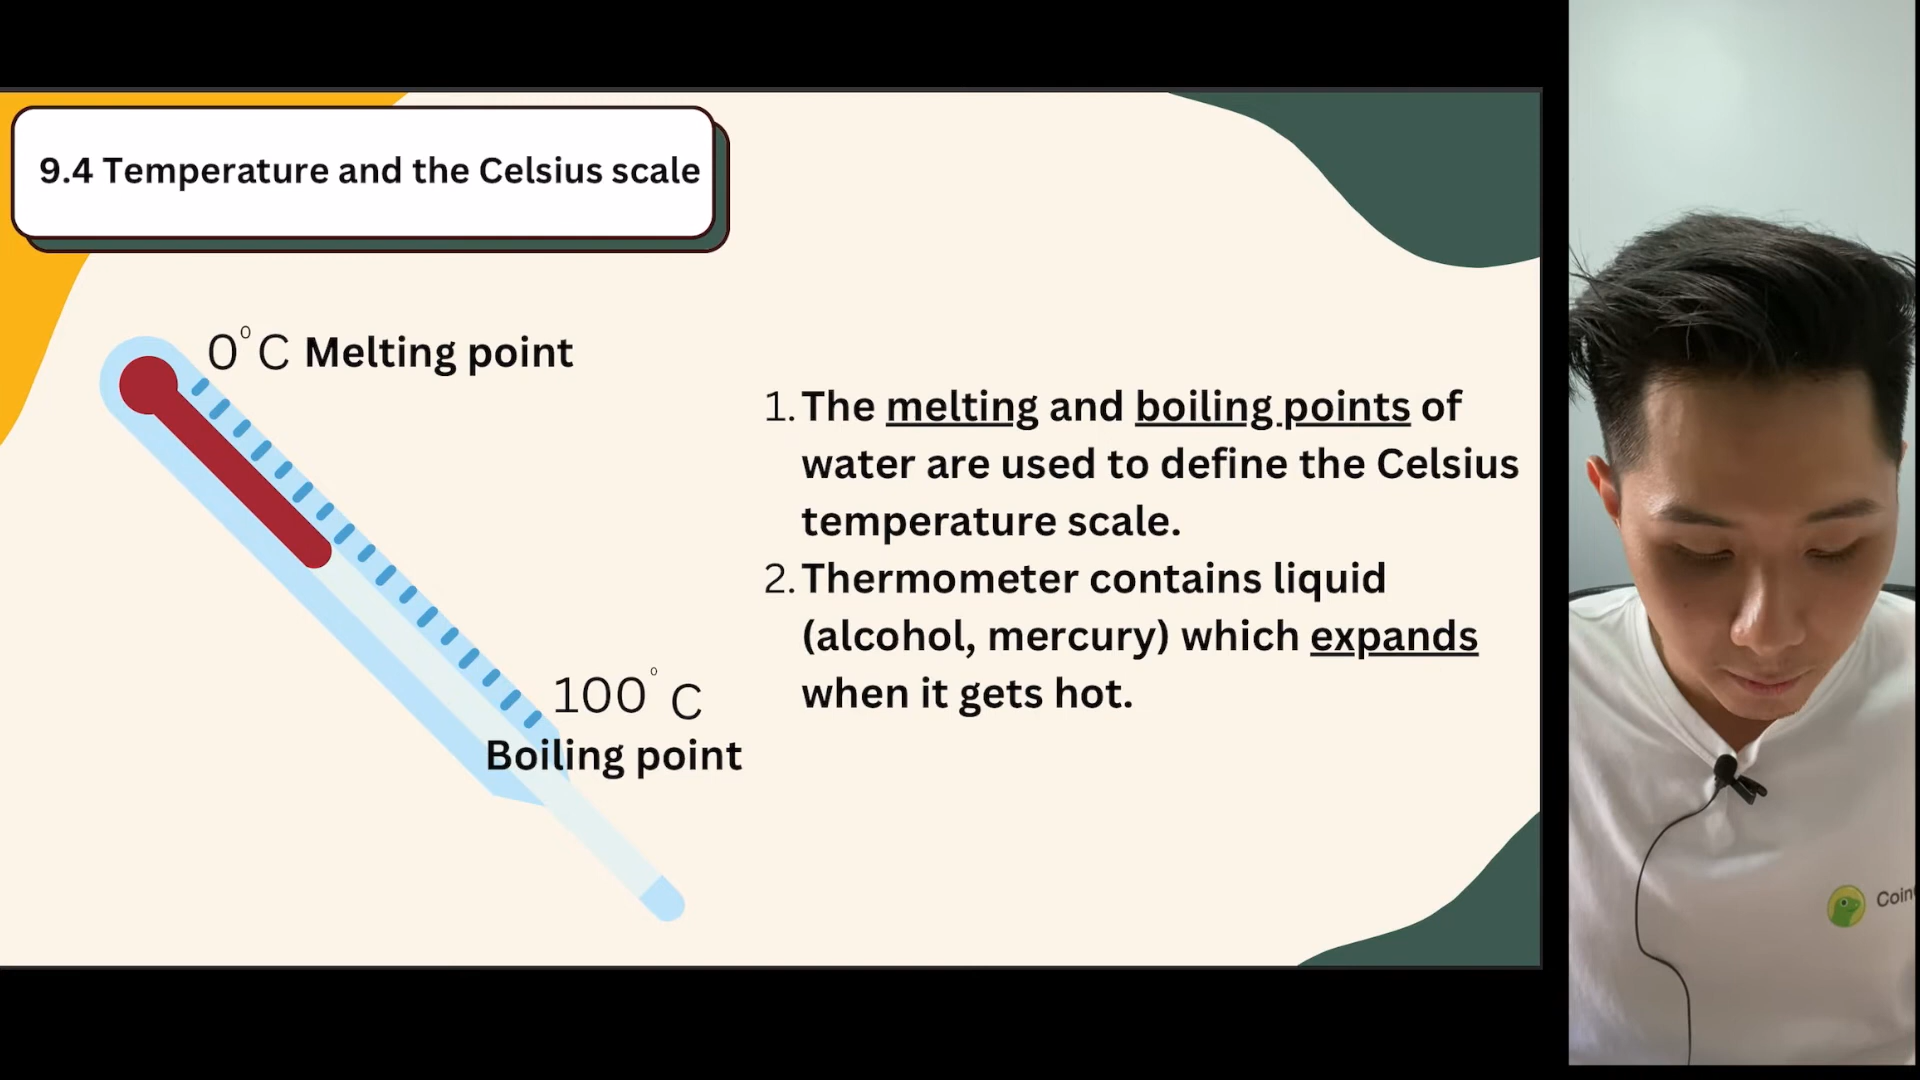 9.4 Temperature and the Celsius scale
0°C Melting point
100° C
Boiling point
1. The melting and boiling points of
water are used to define the Celsius
temperature scale.
2. Thermometer contains liquid
(alcohol, mercury) which expands
when it gets hot.
Coin